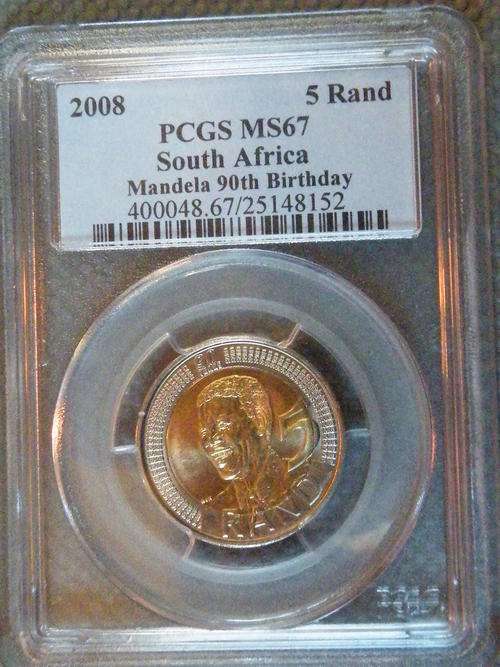 2008 5 Rand
PCGS MS67
South Africa
Mandela 90th Birthday
400048.67/25148152
5
RAND